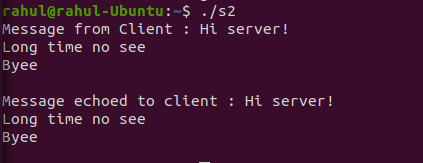 rahul@rahul-Ubuntu:~$ ./s2
Message from Client : Hi server!
Long time no see
Byee
Message echoed to client : Hi server!
Long time no see
Byee